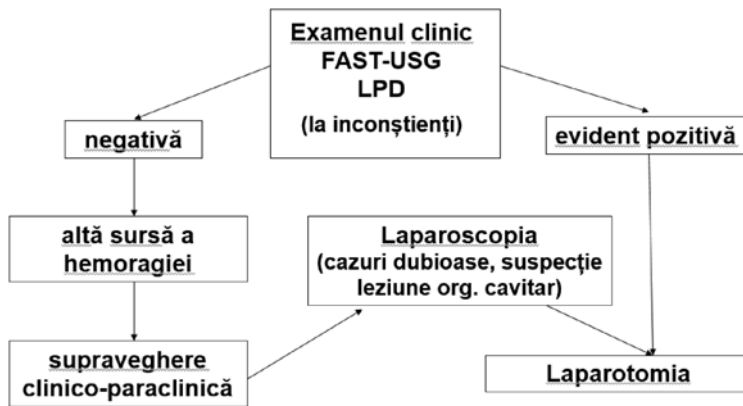 Examenul clinic
FAST-USG
LPD
(la inconștienți)
negativă
evident pozitivă
altă sursă a
hemoragiei
Laparoscopia
(cazuri dubioase, suspecție
leziune org. cavitar)
supraveghere
clinico-paraclinică
Laparotomia